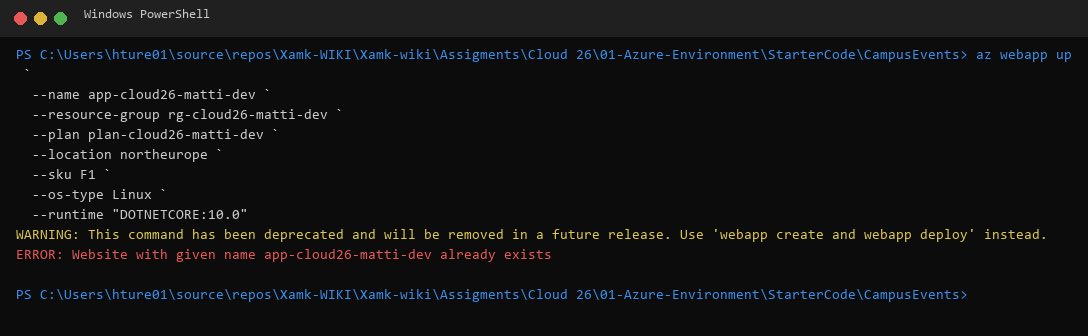 Windows PowerShell
PS C:\Users\hture01\source\repos\Xamk-WIKI\Xamk-wiki\Assigments\Cloud 26\01-Azure-Environment\StarterCode\CampusEvents> az webapp up
`
--name app-cloud26-matti-dev `
--resource-group rg-cloud26-matti-dev `
--plan plan-cloud26-matti-dev `
--location northeurope `
--sku F1 `
--os-type Linux `
--runtime "DOTNETCORE:10.0"
WARNING: This command has been deprecated and will be removed in a future release. Use 'webapp create and webapp deploy' instead.
ERROR: Website with given name app-cloud26-matti-dev already exists
PS C:\Users\hture01\source\repos\Xamk-WIKI\Xamk-wiki\Assigments\Cloud 26\01-Azure-Environment\StarterCode\CampusEvents>